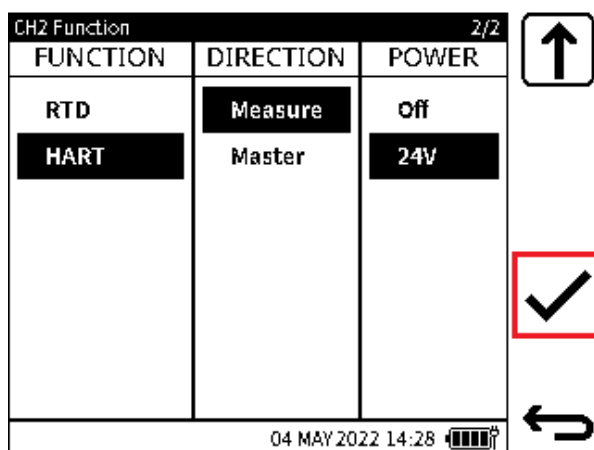 CH2 Function 2/2
FUNCTION DIRECTION POWER
RTD Measure Off
HART Master 24V
04 MAY 2022 14:28